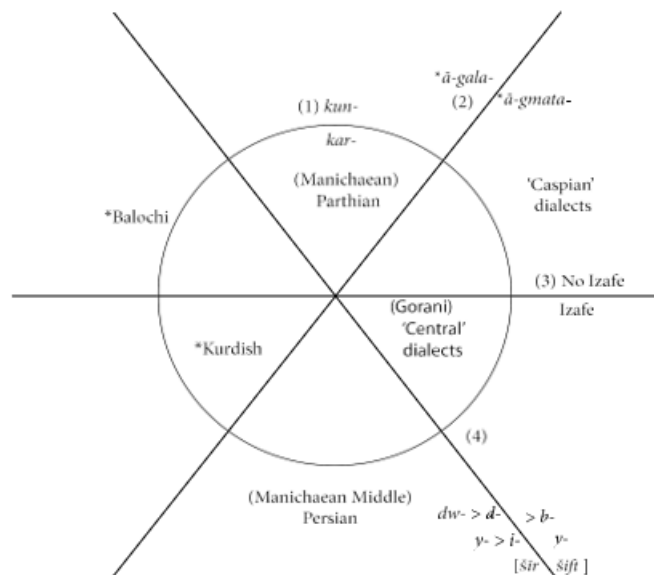 *ā-gala-
(1) kun-
(2)
*ā-gmata-
kar-
(Manichaean)
Parthian
'Caspian'
dialects
*Balochi
(3) No Izafe
Izafe
(Gorani)
'Central'
dialects
*Kurdish
(4)
(Manichaean Middle)
Persian
dw- > d- > b-
y- > i- y-
[šīr šift ]